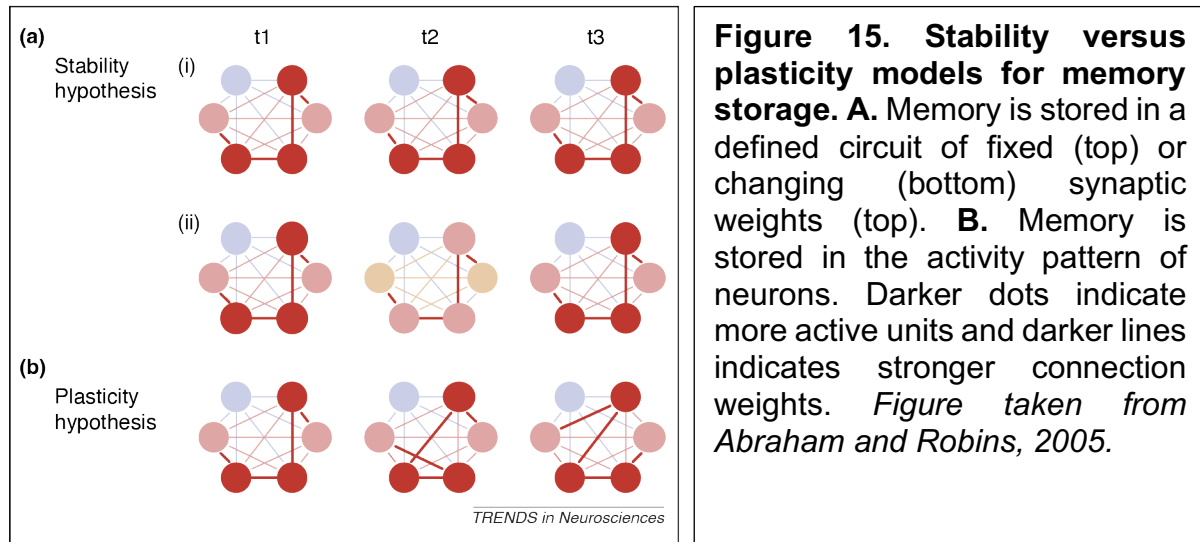 (a)
t1 t2 t3
Stability
hypothesis
(i)
(ii)
(b)
Plasticity
hypothesis
TRENDS in Neurosciences
Figure 15. Stability versus
plasticity models for memory
storage. A. Memory is stored in a
defined circuit of fixed (top) or
changing (bottom) synaptic
weights (top). B. Memory is
stored in the activity pattern of
neurons. Darker dots indicate
more active units and darker lines
indicates stronger connection
weights. Figure taken from
Abraham and Robins, 2005.